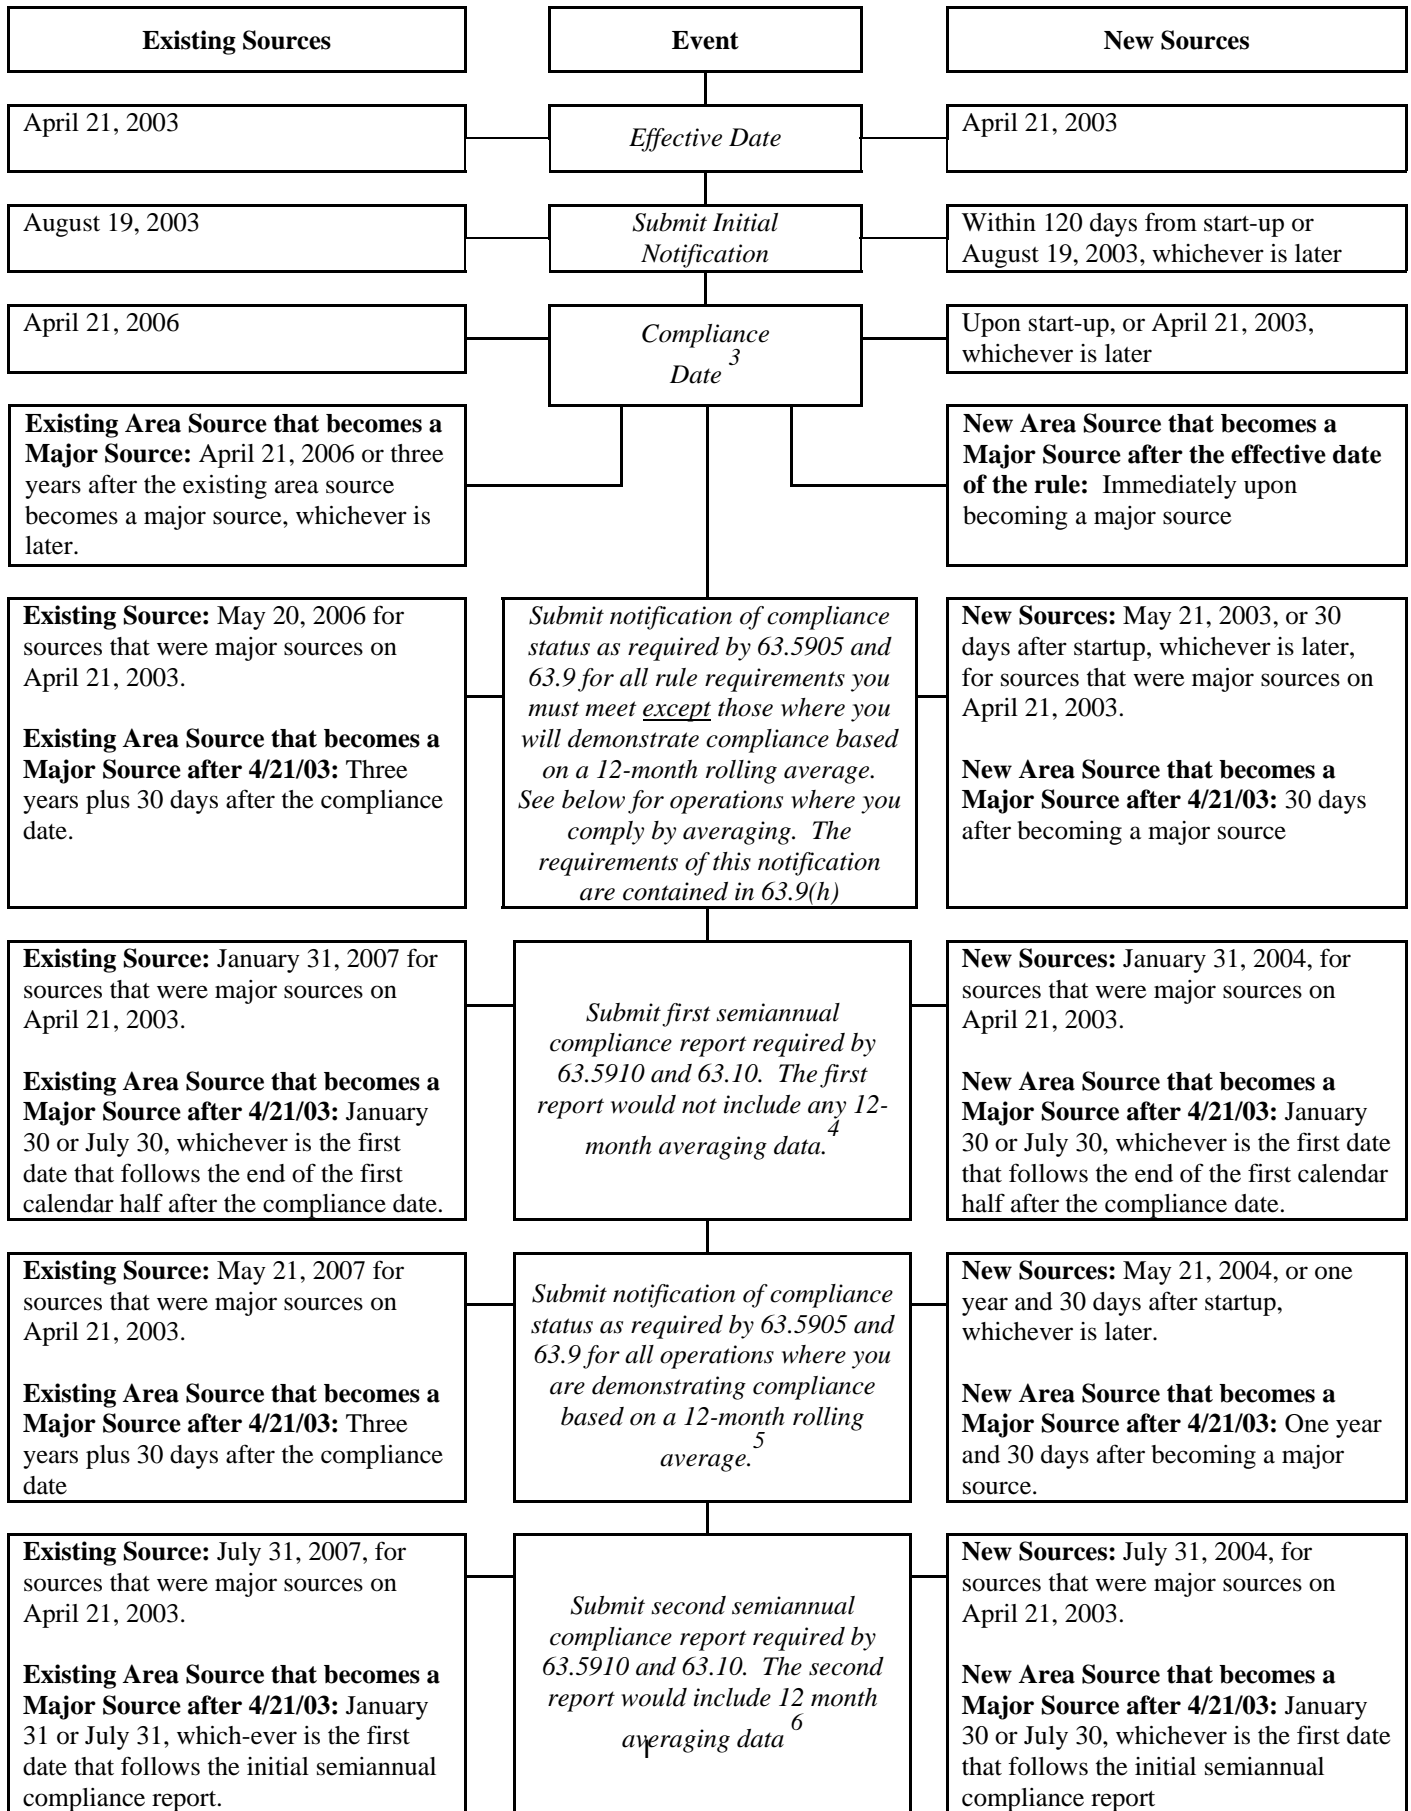 Existing Sources
Event
New Sources
April 21, 2003
Effective Date
April 21, 2003
August 19, 2003
Submit Initial
Notification
Within 120 days from start-up or
August 19, 2003, whichever is later
April 21, 2006
Compliance
Date 3
Upon start-up, or April 21, 2003,
whichever is later
Existing Area Source that becomes a
Major Source: April 21, 2006 or three
years after the existing area source
becomes a major source, whichever is
later.
New Area Source that becomes a
Major Source after the effective date
of the rule: Immediately upon
becoming a major source
Existing Source: May 20, 2006 for
sources that were major sources on
April 21, 2003.
Existing Area Source that becomes a
Major Source after 4/21/03: Three
years plus 30 days after the compliance
date.
Submit notification of compliance
status as required by 63.5905 and
63.9 for all rule requirements you
must meet except those where you
will demonstrate compliance based
on a 12-month rolling average.
See below for operations where you
comply by averaging. The
requirements of this notification
are contained in 63.9(h)
New Sources: May 21, 2003, or 30
days after startup, whichever is later,
for sources that were major sources on
April 21, 2003.
New Area Source that becomes a
Major Source after 4/21/03: 30 days
after becoming a major source
Existing Source: January 31, 2007 for
sources that were major sources on
April 21, 2003.
Existing Area Source that becomes a
Major Source after 4/21/03: January
30 or July 30, whichever is the first
date that follows the end of the first
calendar half after the compliance date.
Submit first semiannual
compliance report required by
63.5910 and 63.10. The first
report would not include any 12-
month averaging data. 4
New Sources: January 31, 2004, for
sources that were major sources on
April 21, 2003.
New Area Source that becomes a
Major Source after 4/21/03: January
30 or July 30, whichever is the first date
that follows the end of the first calendar
half after the compliance date.
Existing Source: May 21, 2007 for
sources that were major sources on
April 21, 2003.
Existing Area Source that becomes a
Major Source after 4/21/03: Three
years plus 30 days after the compliance
date
Submit notification of compliance
status as required by 63.5905 and
63.9 for all operations where you
are demonstrating compliance
based on a 12-month rolling
average. 5
New Sources: May 21, 2004, or one
year and 30 days after startup,
whichever is later.
New Area Source that becomes a
Major Source after 4/21/03: One year
and 30 days after becoming a major
source.
Existing Source: July 31, 2007, for
sources that were major sources on
April 21, 2003.
Existing Area Source that becomes a
Major Source after 4/21/03: January
31 or July 31, which-ever is the first
date that follows the initial semiannual
compliance report.
Submit second semiannual
compliance report required by
63.5910 and 63.10. The second
report would include 12 month
averaging data 6
New Sources: July 31, 2004, for
sources that were major sources on
April 21, 2003.
New Area Source that becomes a
Major Source after 4/21/03: January
30 or July 30, whichever is the first date
that follows the initial semiannual
compliance report